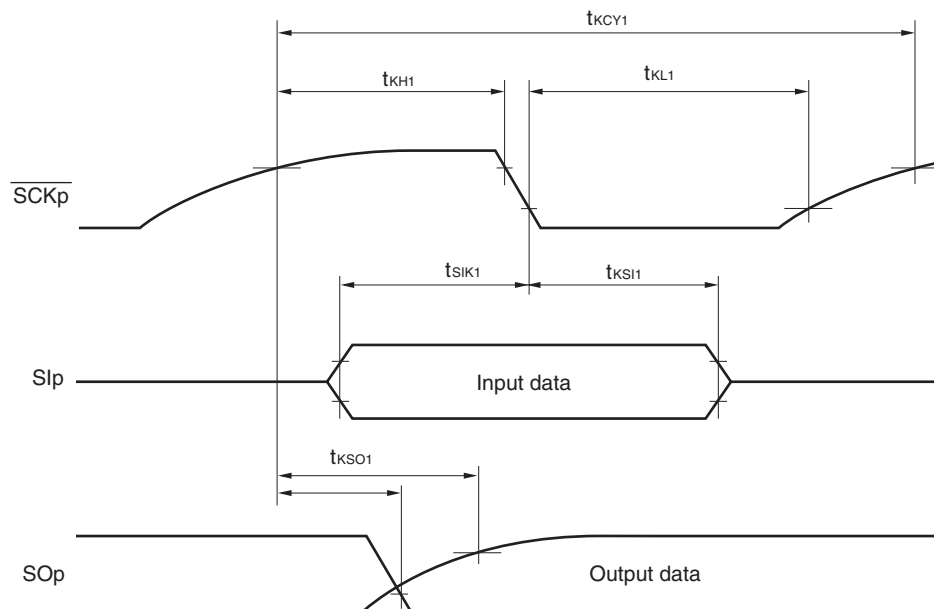 tKCY1
tKH1
tKL1
SCKp
tSIK1
tKSI1
SIp
Input data
tKSO1
SOp
Output data